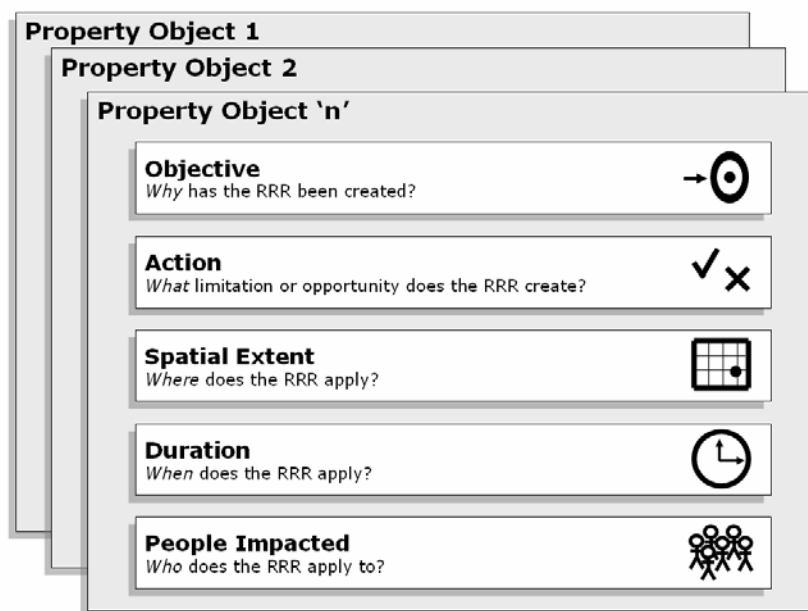 Property Object 1
Property Object 2
Property Object ‘n’
Objective
Why has the RRR been created?
Action
What limitation or opportunity does the RRR create?
Spatial Extent
Where does the RRR apply?
Duration
When does the RRR apply?
People Impacted
Who does the RRR apply to?